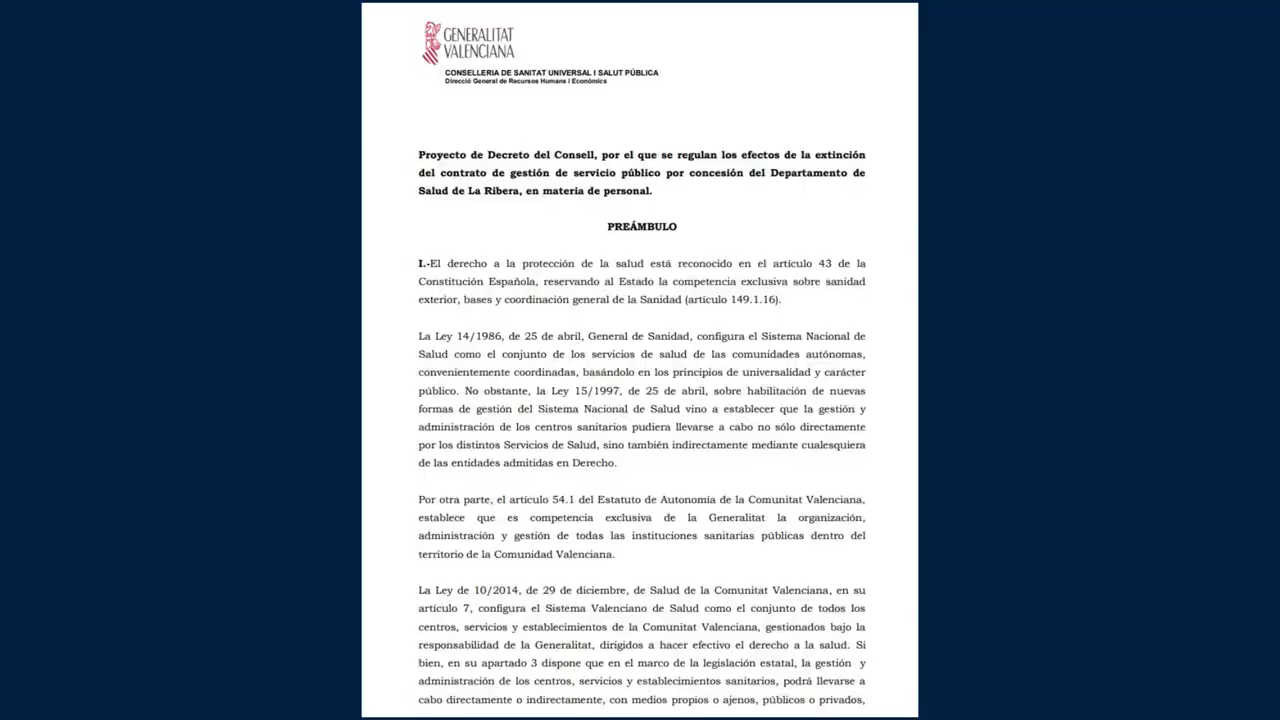 GENERALITAT
VALENCIANA
CONSELLERIA DE SANITAT UNIVERSAL I SALUT PÚBLICA
Direcció General de Recursos Humans i Econòmics
Proyecto de Decreto del Consell, por el que se regulan los efectos de la extinción
del contrato de gestión de servicio público por concesión del Departamento de
Salud de La Ribera, en materia de personal.
PREÁMBULO
I.-El derecho a la protección de la salud está reconocido en el artículo 43 de la
Constitución Española, reservando al Estado la competencia exclusiva sobre sanidad
exterior, bases y coordinación general de la Sanidad (artículo 149.1.16).
La Ley 14/1986, de 25 de abril, General de Sanidad, configura el Sistema Nacional de
Salud como el conjunto de los servicios de salud de las comunidades autónomas,
convenientemente coordinadas, basándolo en los principios de universalidad y carácter
público. No obstante, la Ley 15/1997, de 25 de abril, sobre habilitación de nuevas
formas de gestión del Sistema Nacional de Salud vino a establecer que la gestión y
administración de los centros sanitarios pudiera llevarse a cabo no sólo directamente
por los distintos Servicios de Salud, sino también indirectamente mediante cualesquiera
de las entidades admitidas en Derecho.
Por otra parte, el artículo 54.1 del Estatuto de Autonomía de la Comunitat Valenciana,
establece que es competencia exclusiva de la Generalitat la organización,
administración y gestión de todas las instituciones sanitarias públicas dentro del
territorio de la Comunidad Valenciana.
La Ley de 10/2014, de 29 de diciembre, de Salud de la Comunitat Valenciana, en su
artículo 7, configura el Sistema Valenciano de Salud como el conjunto de todos los
centros, servicios y establecimientos de la Comunitat Valenciana, gestionados bajo la
responsabilidad de la Generalitat, dirigidos a hacer efectivo el derecho a la salud. Si
bien, en su apartado 3 dispone que en el marco de la legislación estatal, la gestión y
administración de los centros, servicios y establecimientos sanitarios, podrá llevarse a
cabo directamente o indirectamente, con medios propios o ajenos, públicos o privados,